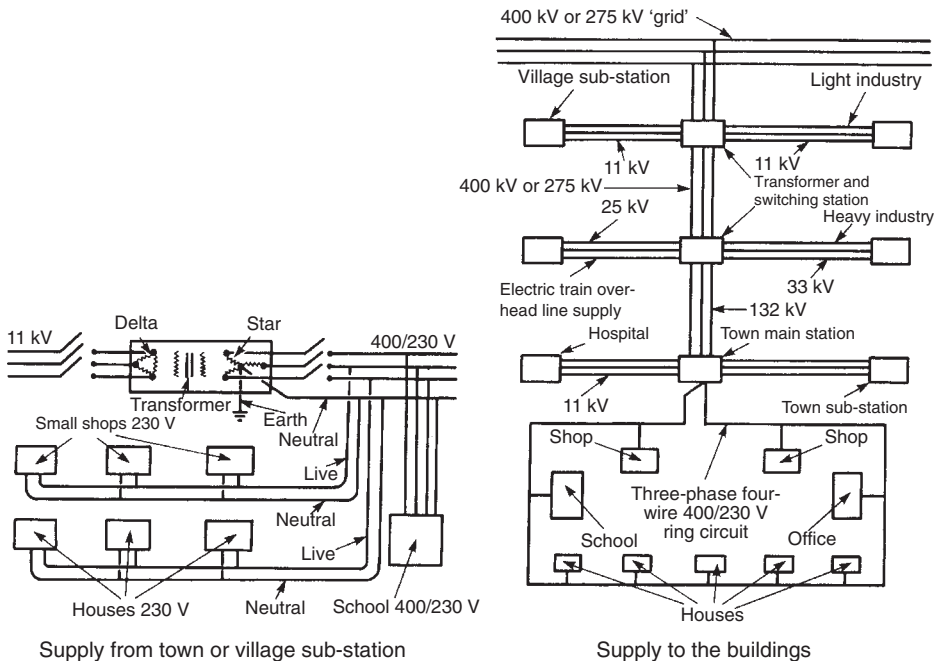 400 kV or 275 kV 'grid'
Village sub-station
Light industry
11 kV
11 kV
400 kV or 275 kV
Transformer and
switching station
25 kV
Heavy industry
Electric train over-
head line supply
33 kV
132 kV
Hospital
Town main station
11 kV
Town sub-station
Shop
Shop
Three-phase four-
wire 400/230 V
ring circuit
School
Office
Houses
Supply to the buildings
11 kV
Delta
Star
400/230 V
Transformer
Earth
Neutral
Small shops 230 V
Live
Neutral
Live
Houses 230 V
Neutral
School 400/230 V
Supply from town or village sub-station